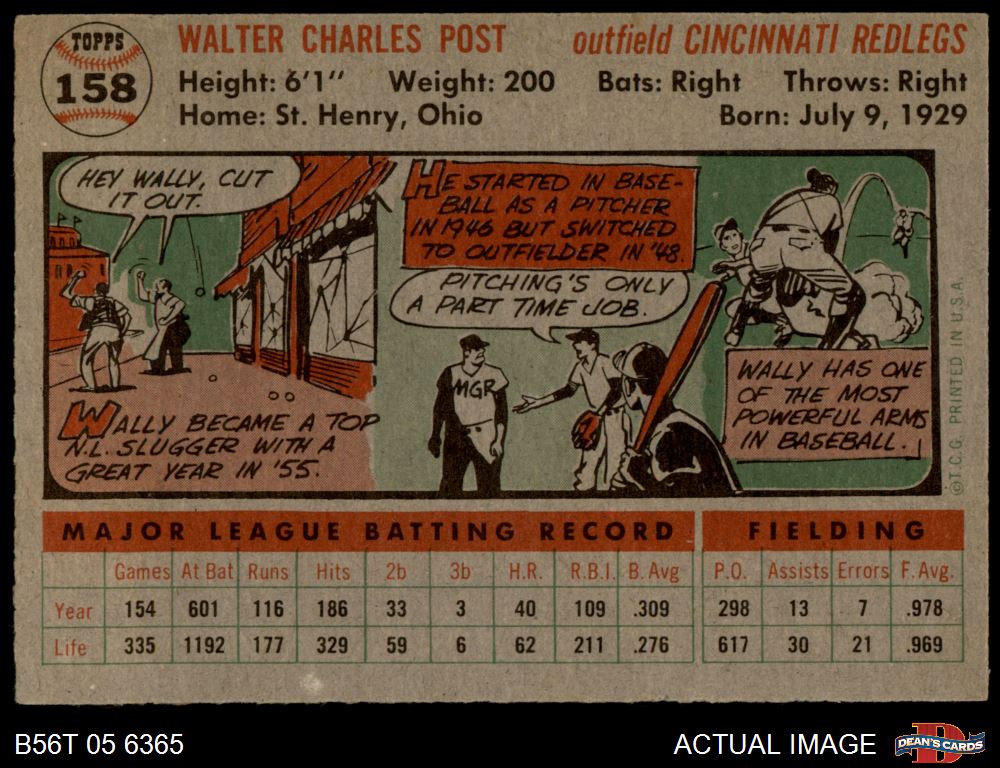 TOPPS
158
WALTER CHARLES POST
outfield CINCINNATI REDLEGS
Height: 6'1" Weight: 200 Bats: Right Throws: Right
Home: St. Henry, Ohio Born: July 9, 1929
HEY WALLY, CUT
IT OUT.
WALLY BECAME A TOP
N.L. SLUGGER WITH A
GREAT YEAR IN '55.
HE STARTED IN BASE-
BALL AS A PITCHER
IN 1946 BUT SWITCHED
TO OUTFIELDER IN '48.
PITCHING'S ONLY
A PART TIME JOB.
MGR
WALLY HAS ONE
OF THE MOST
POWERFUL ARMS
IN BASEBALL.
©T.C.G. PRINTED IN U.S.A.
MAJOR LEAGUE BATTING RECORD FIELDING
Games At Bat Runs Hits 2b 3b H.R. R.B.I. B. Avg P.O. Assists Errors F. Avg.
Year 154 601 116 186 33 3 40 109 .309 298 13 7 .978
Life 335 1192 177 329 59 6 62 211 .276 617 30 21 .969
B56T 05 6365
ACTUAL IMAGE
D
DEAN'S CARDS